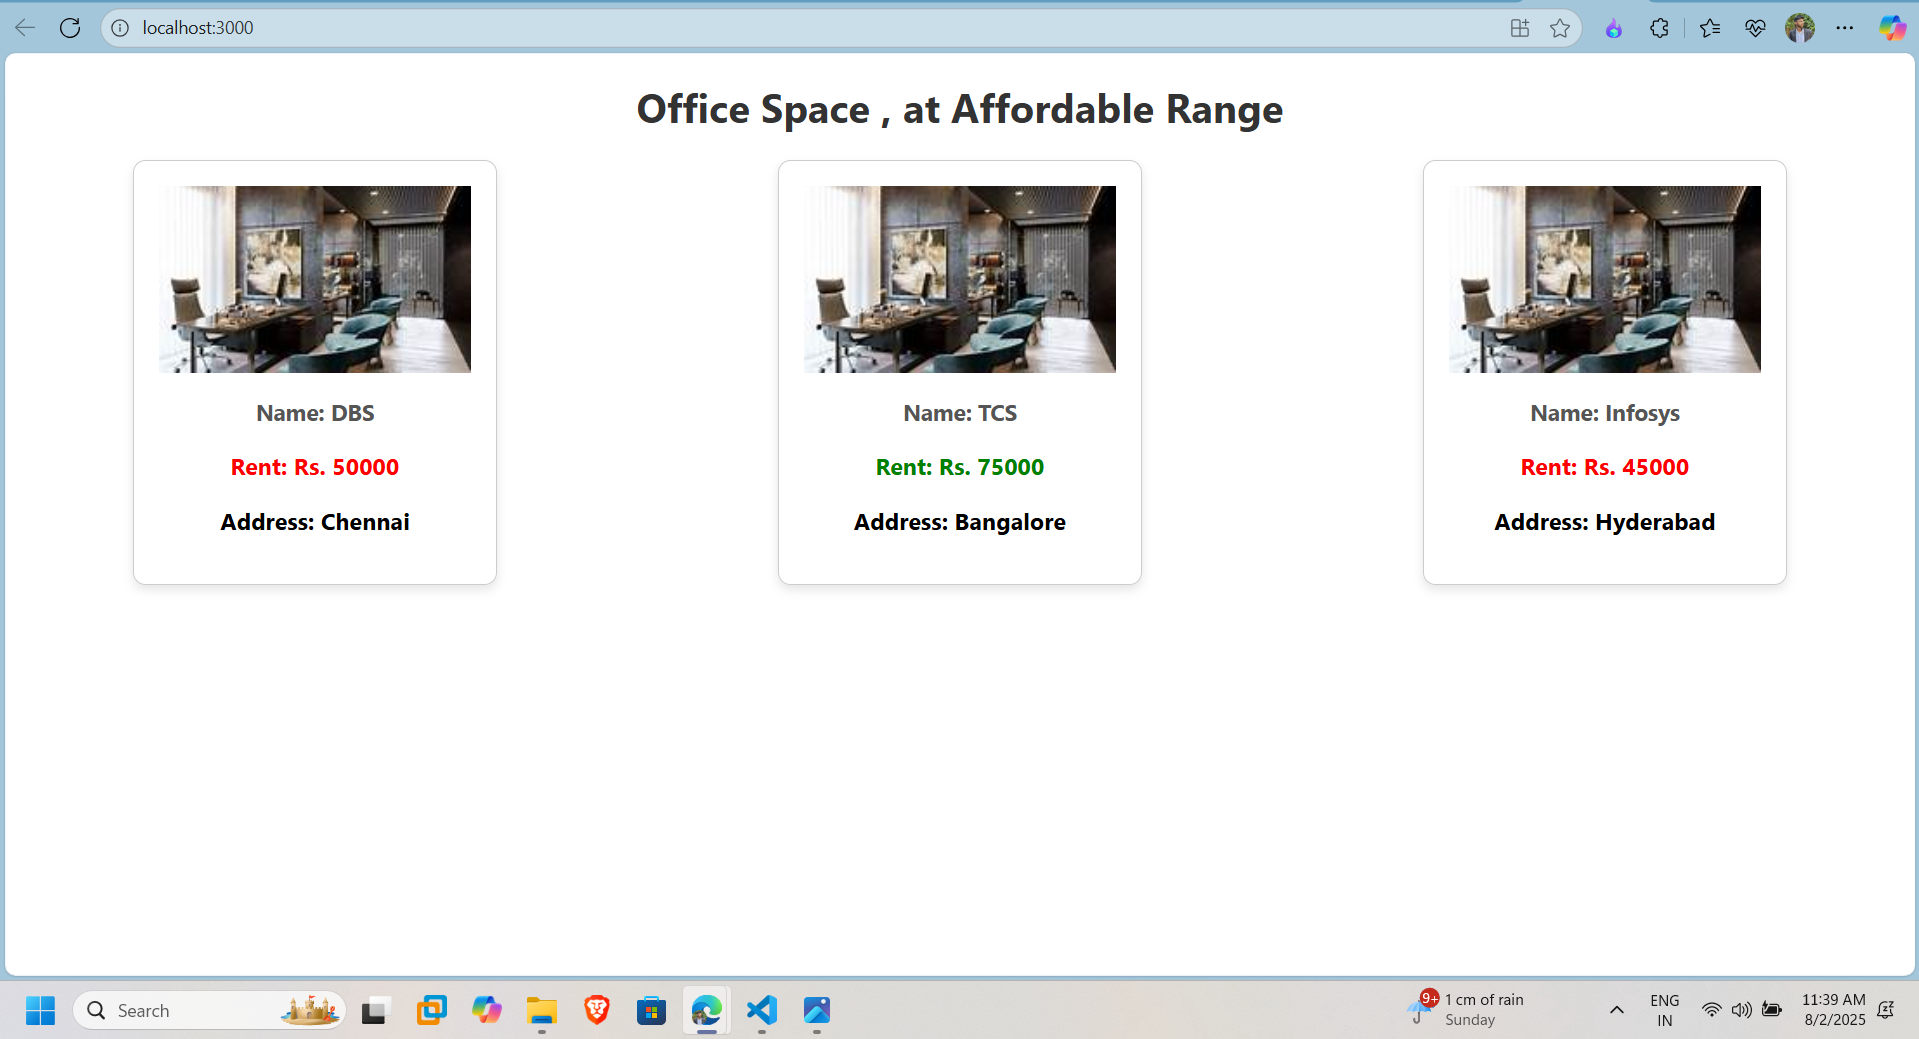 localhost:3000
Office Space , at Affordable Range
Name: DBS
Rent: Rs. 50000
Address: Chennai
Name: TCS
Rent: Rs. 75000
Address: Bangalore
Name: Infosys
Rent: Rs. 45000
Address: Hyderabad
Search
9+
1 cm of rain
Sunday
ENG
IN
11:39 AM
8/2/2025